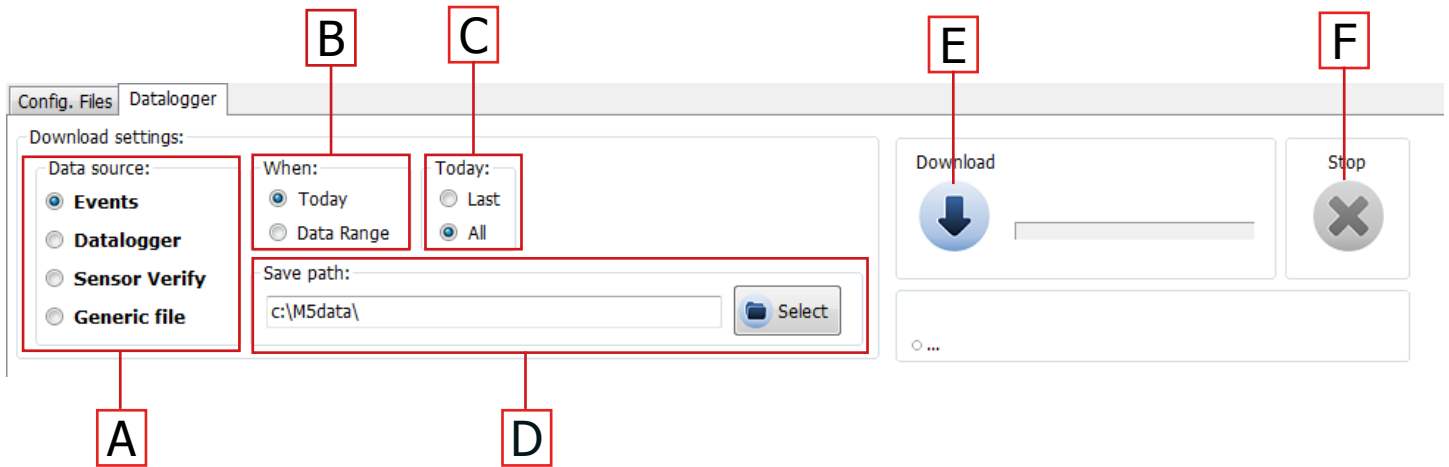 B
C
E
F
Config. Files
Datalogger
Download settings:
Data source:
Events
Datalogger
Sensor Verify
Generic file
When:
Today
Data Range
Today:
Last
All
Save path:
c:\M5data\
Select
Download
Stop
...
A
D